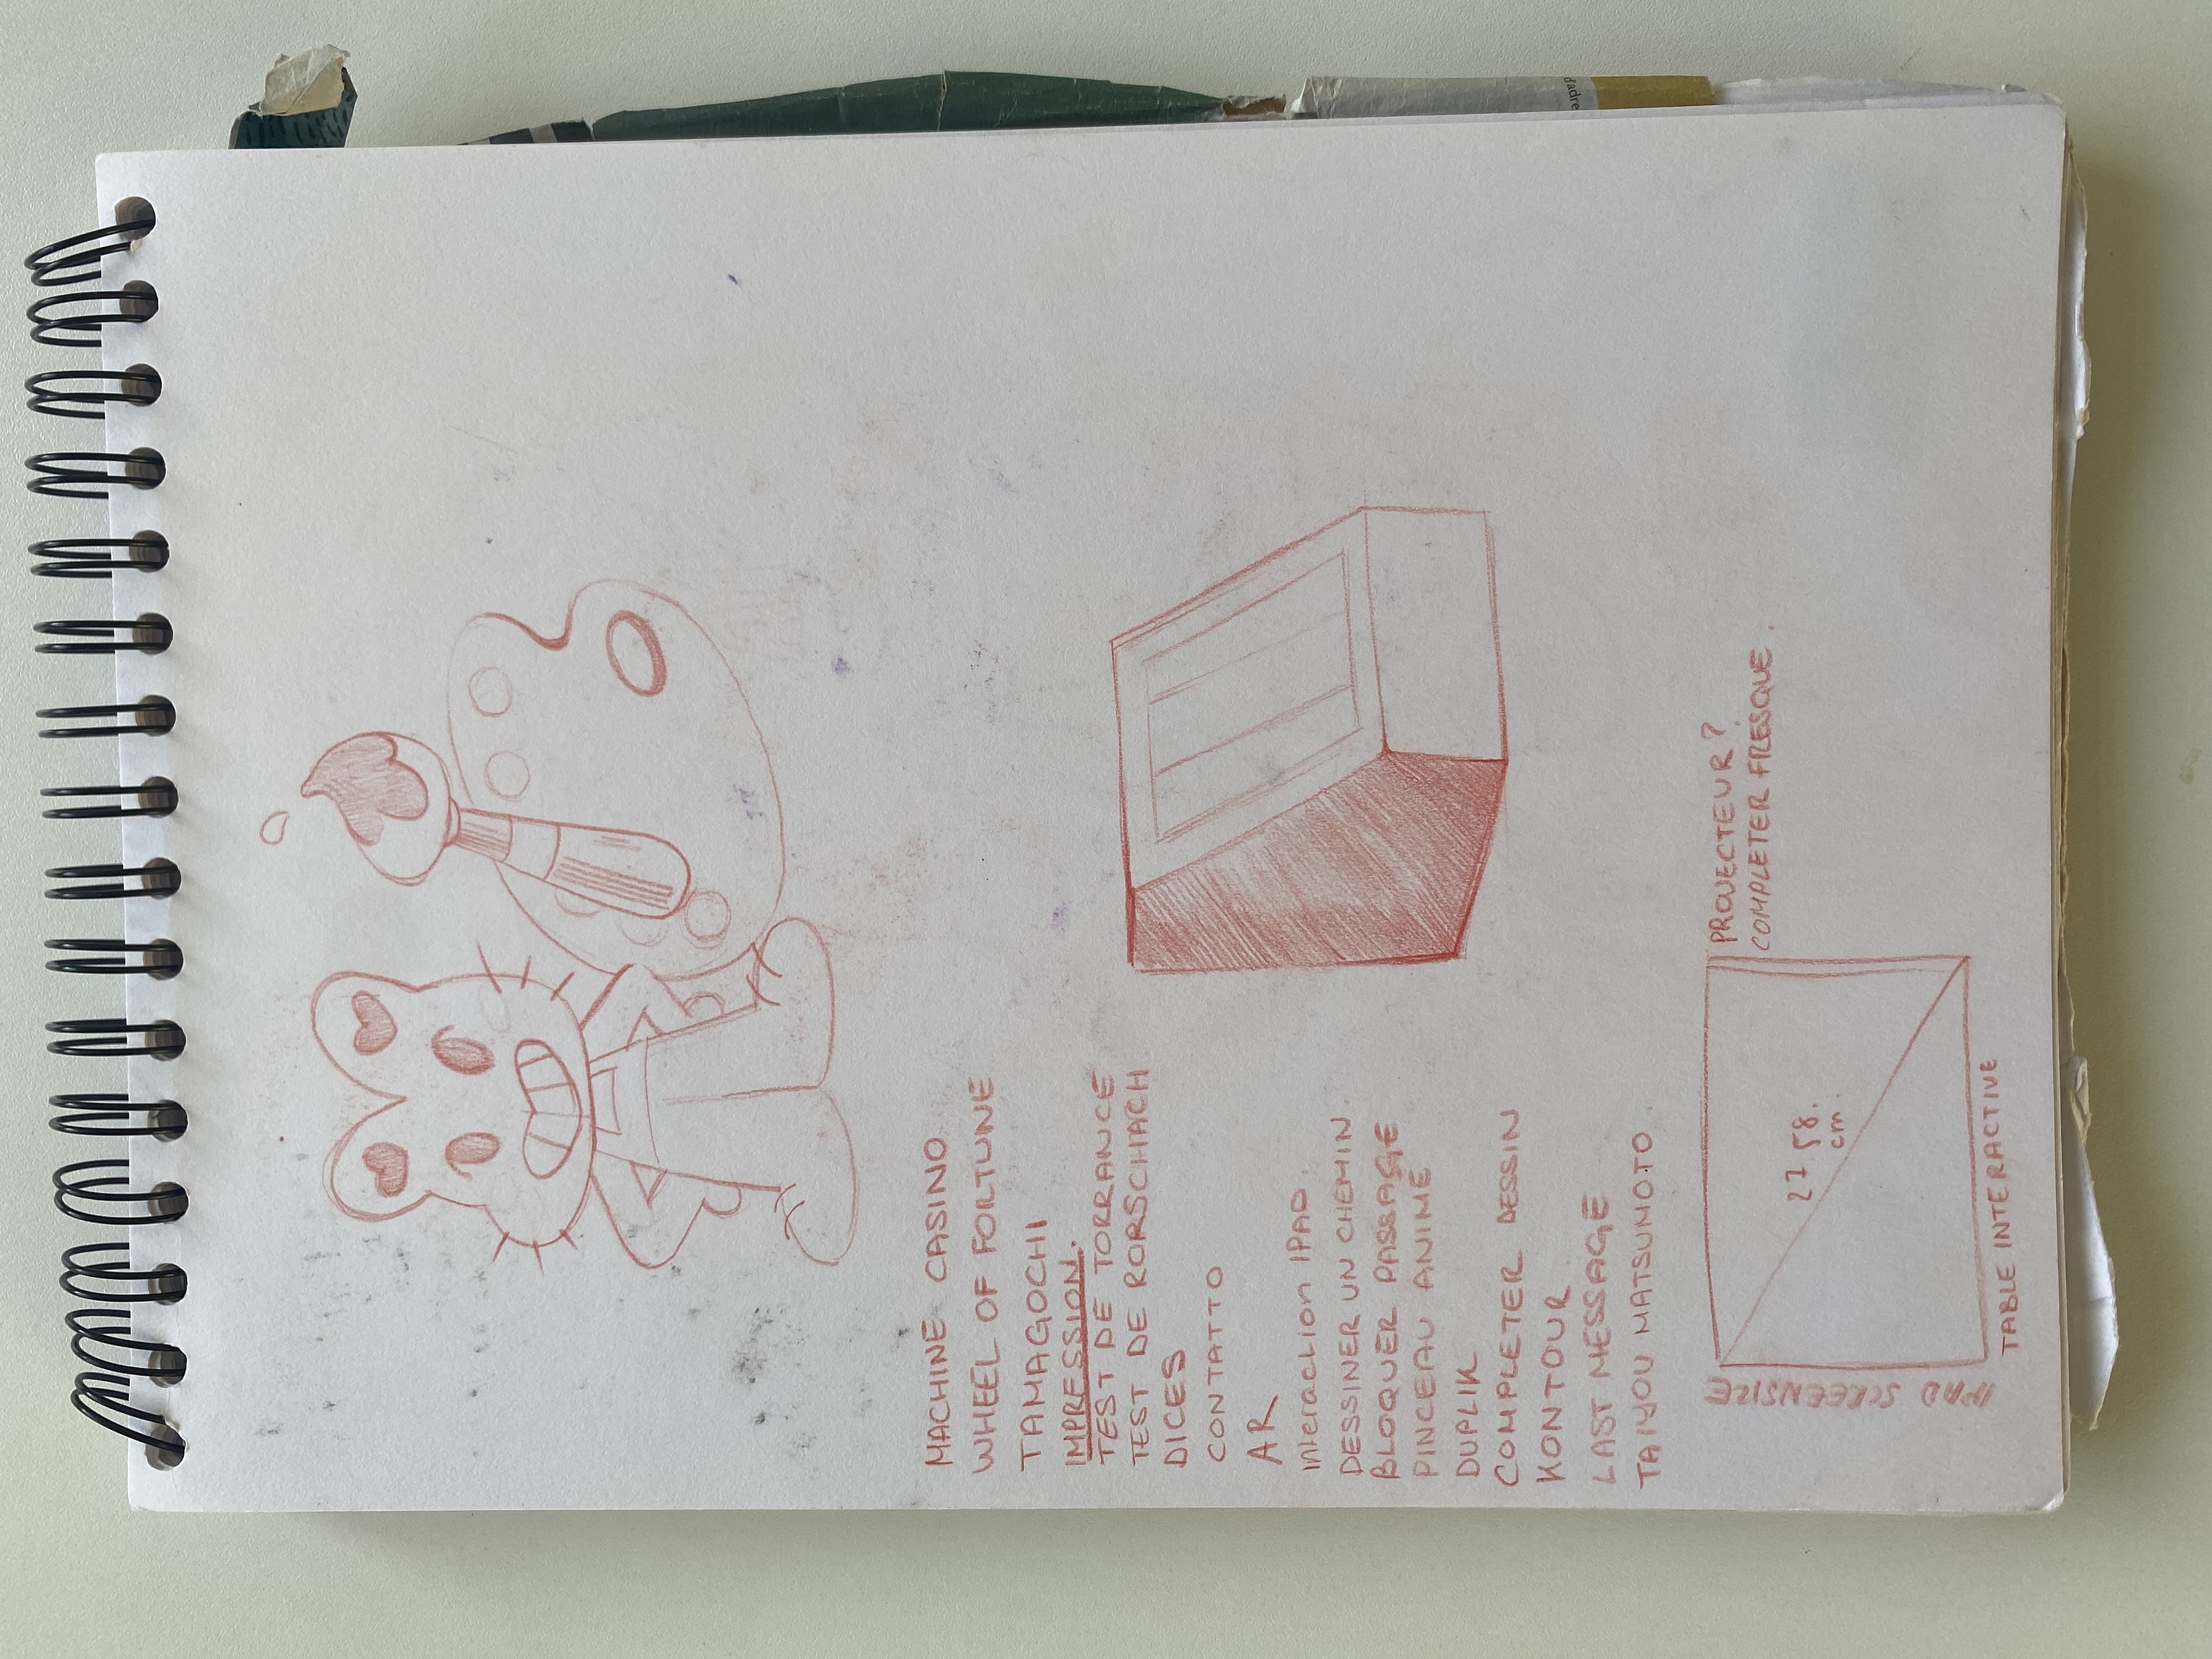 MACHINE CASINO
WHEEL OF FORTUNE
TAMAGOCHI
IMPRESSION.
TEST DE TORRANCE
TEST DE RORSCHACH
DICES
CONTATTO
AR
Interaction IPAD.
DESSINER UN CHEMIN.
BLOQUER PASSAGE
PINCEAU ANIME
DUPLIK
COMPLETER DESSIN
KONTOUR
LAST MESSAGE
TAIYOU MATSUMOTO.
IPAD SCREENSIZE
27 58.
cm.
TABLE INTERACTIVE
PROJECTEUR?
COMPLETER FRESQUE.